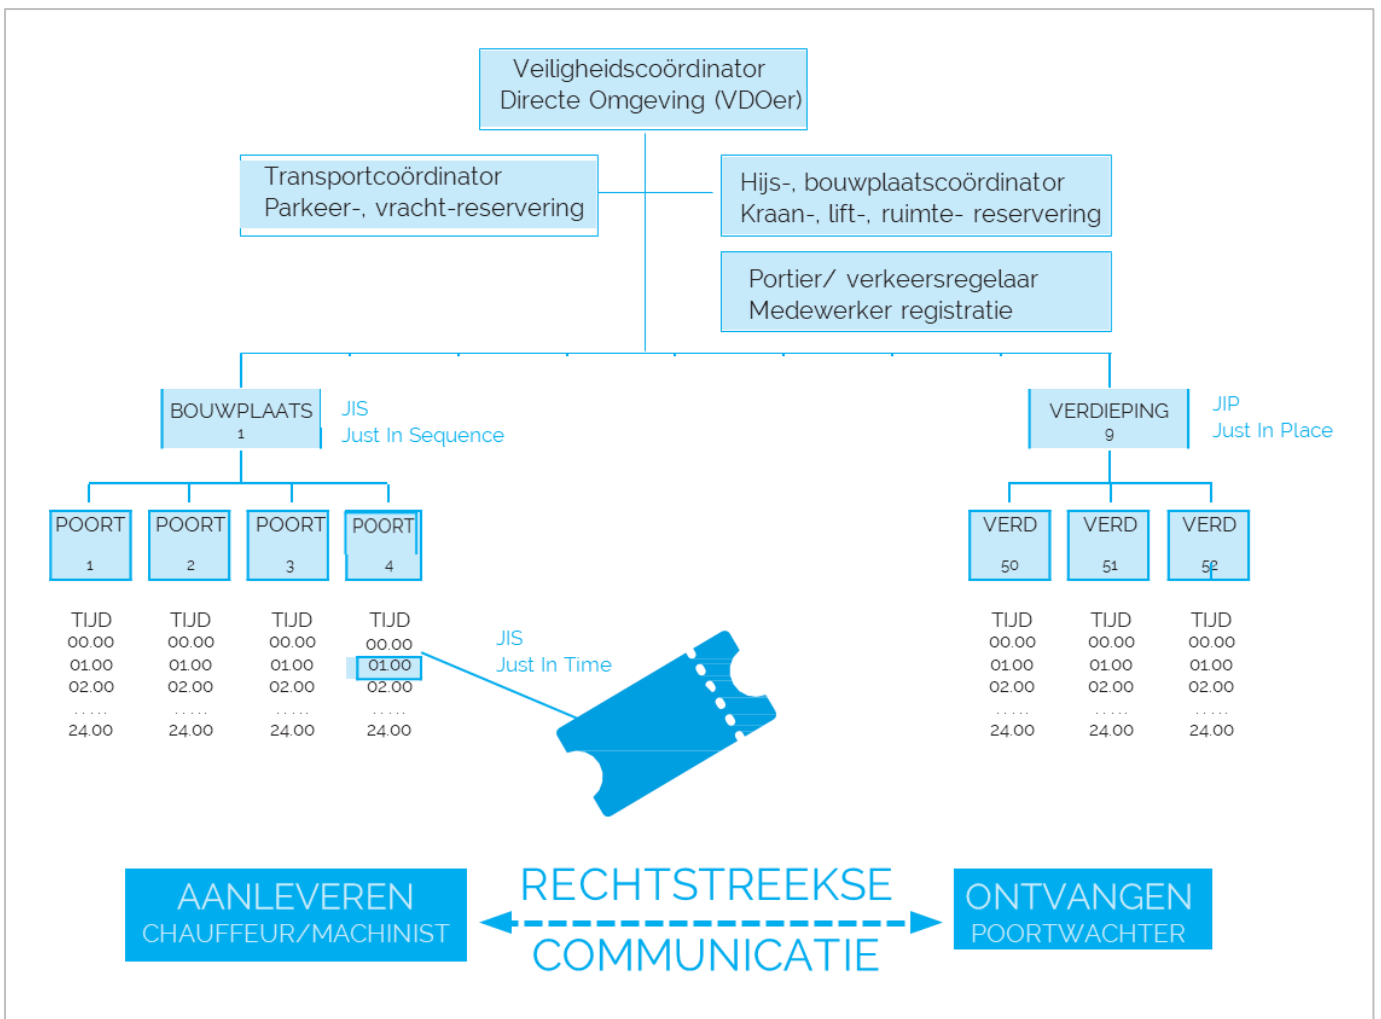 Veiligheidscoördinator
Directe Omgeving (VDOer)
Transportcoördinator
Parkeer-, vracht-reservering
Hijs-, bouwplaatscoördinator
Kraan-, lift-, ruimte- reservering
Portier/ verkeersregelaar
Medewerker registratie
BOUWPLAATS
1
JIS
Just In Sequence
VERDIEPING
9
JIP
Just In Place
POORT POORT POORT POORT
1 2 3 4
VERD VERD VERD
50 51 52
TIJD TIJD TIJD TIJD
00.00 00.00 00.00 00.00
01.00 01.00 01.00 01.00
02.00 02.00 02.00 02.00
..... ..... ..... .....
24.00 24.00 24.00 24.00
JIS
Just In Time
TIJD TIJD TIJD
00.00 00.00 00.00
01.00 01.00 01.00
02.00 02.00 02.00
..... ..... .....
24.00 24.00 24.00
AANLEVEREN
CHAUFFEUR/MACHINIST
RECHTSTREEKSE
COMMUNICATIE
ONTVANGEN
POORTWACHTER